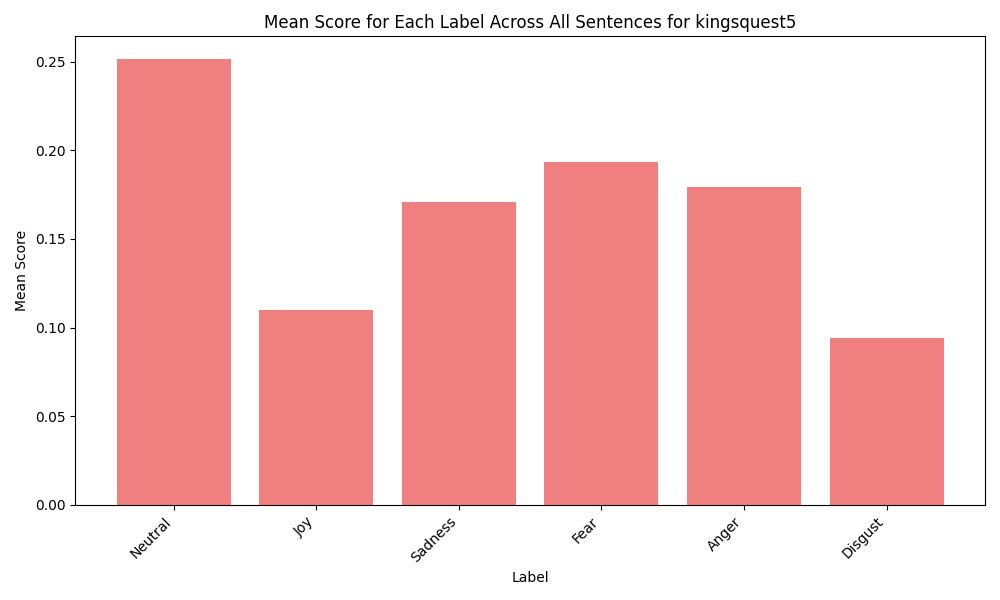 Mean Score for Each Label Across All Sentences for kingsquest5
Mean Score
0.25
0.20
0.15
0.10
0.05
0.00
Neutral
Joy
Sadness
Fear
Anger
Disgust
Label